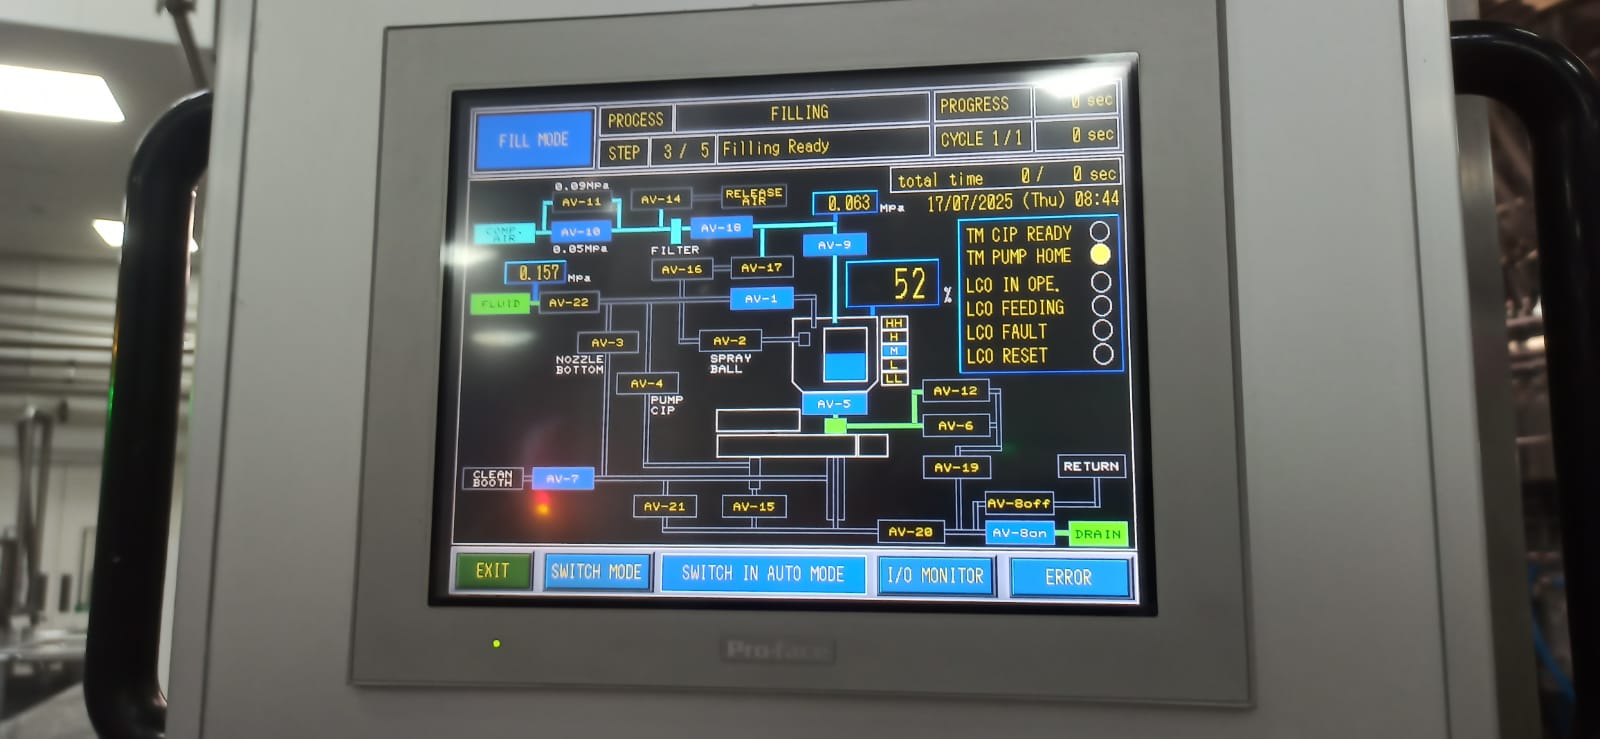 FILL MODE
PROCESS
FILLING
PROGRESS
0 sec
STEP
3 / 5
Filling Ready
CYCLE 1/1
0 sec
total time 0/ 0 sec
17/07/2025 (Thu) 08:44
0.09MPa
AV-11
AV-14
RELEASE
AIR
0.063 MPa
COMP.
AIR
AV-10
AV-18
0.05MPa
FILTER
AV-9
TM CIP READY
TM PUMP HOME
LCO IN OPE.
LCO FEEDING
LCO FAULT
LCO RESET
0.157 MPa
AV-16
AV-17
52 %
FLUID
AV-22
AV-1
AV-3
NOZZLE
BOTTOM
AV-2
SPRAY
BALL
HH
H
M
L
LL
AV-4
PUMP
CIP
AV-5
AV-12
AV-6
AV-19
RETURN
CLEAN
BOOTH
AV-7
AV-21
AV-15
AV-8off
AV-20
AV-8on
DRAIN
EXIT
SWITCH MODE
SWITCH IN AUTO MODE
I/O MONITOR
ERROR
Pro-face